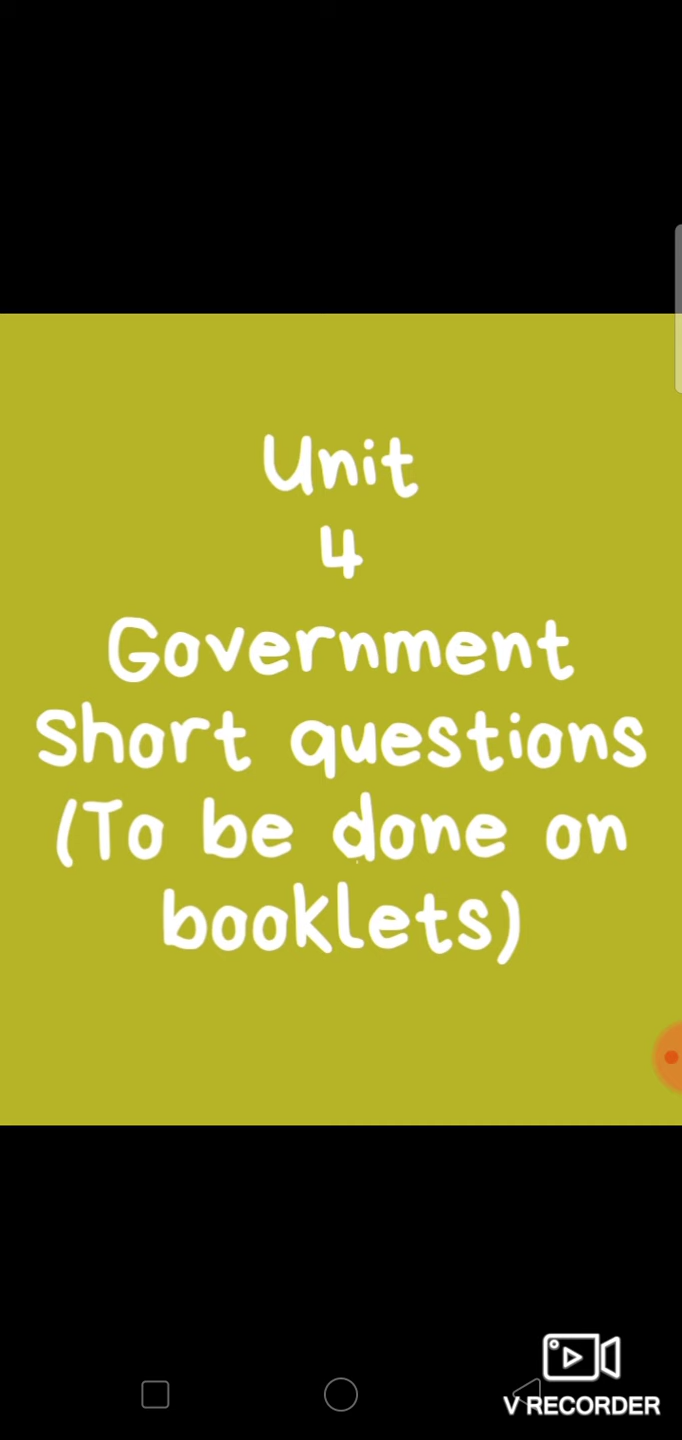 Unit
4
Government
Short questions
(To be done on
booklets)
V RECORDER